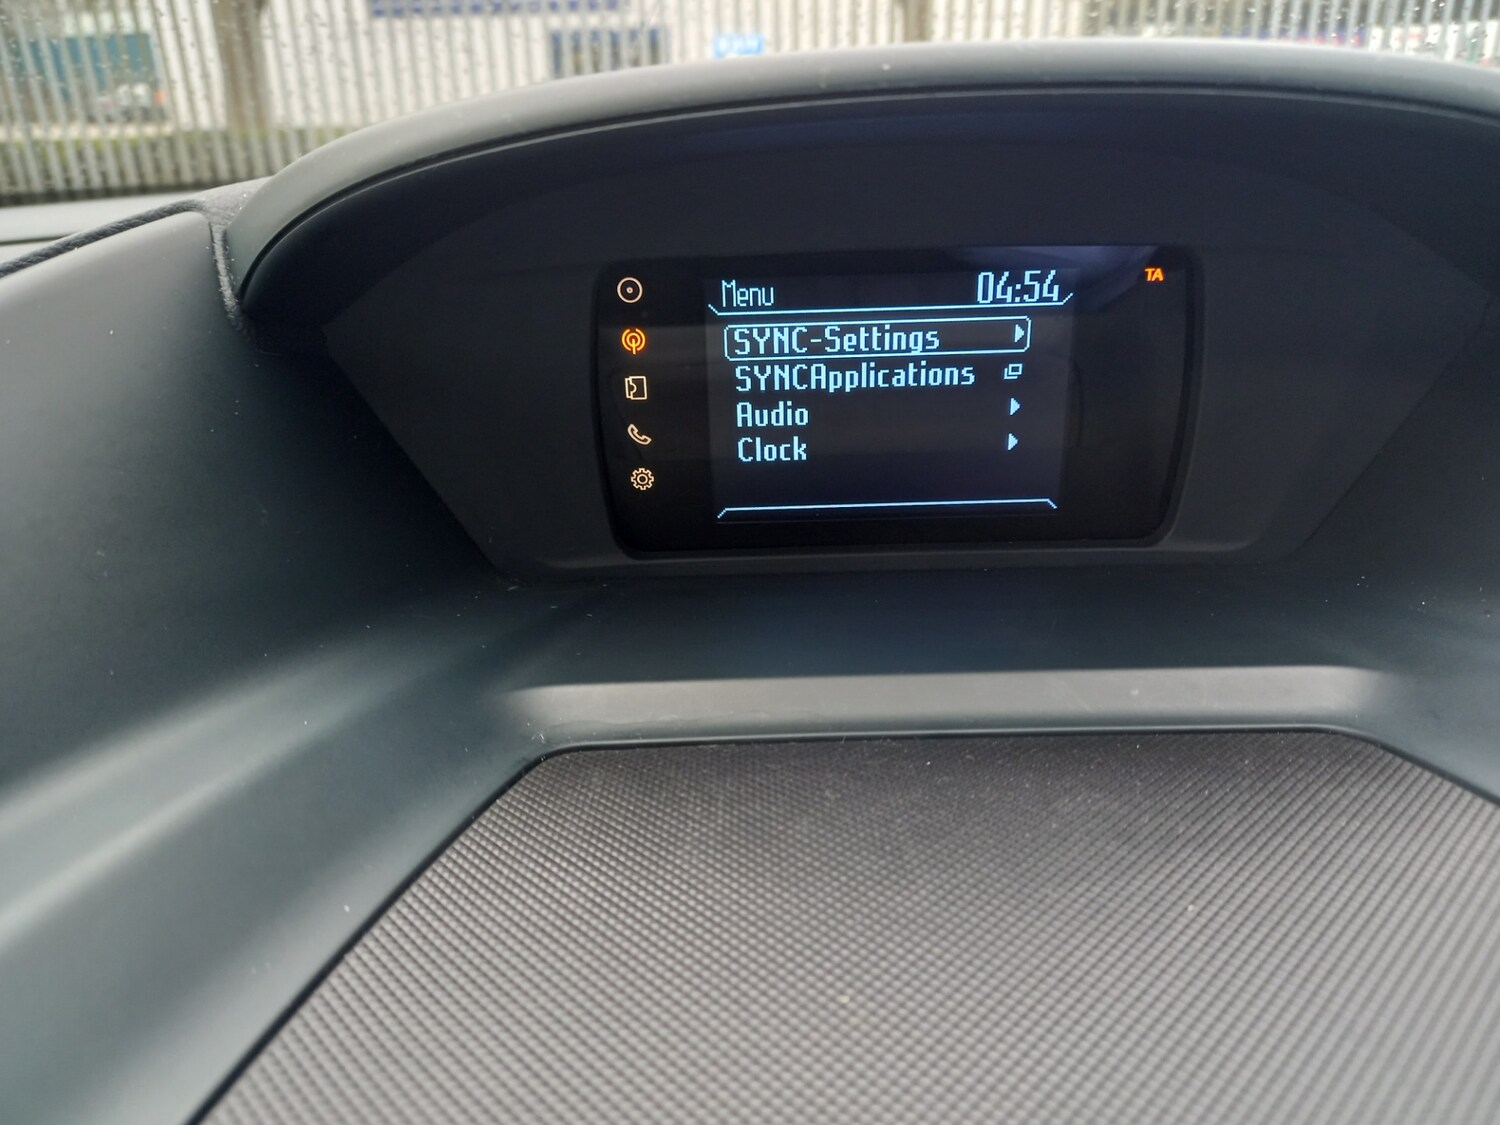 Menu 04:54
TA
SYNC-Settings
SYNCApplications
Audio
Clock